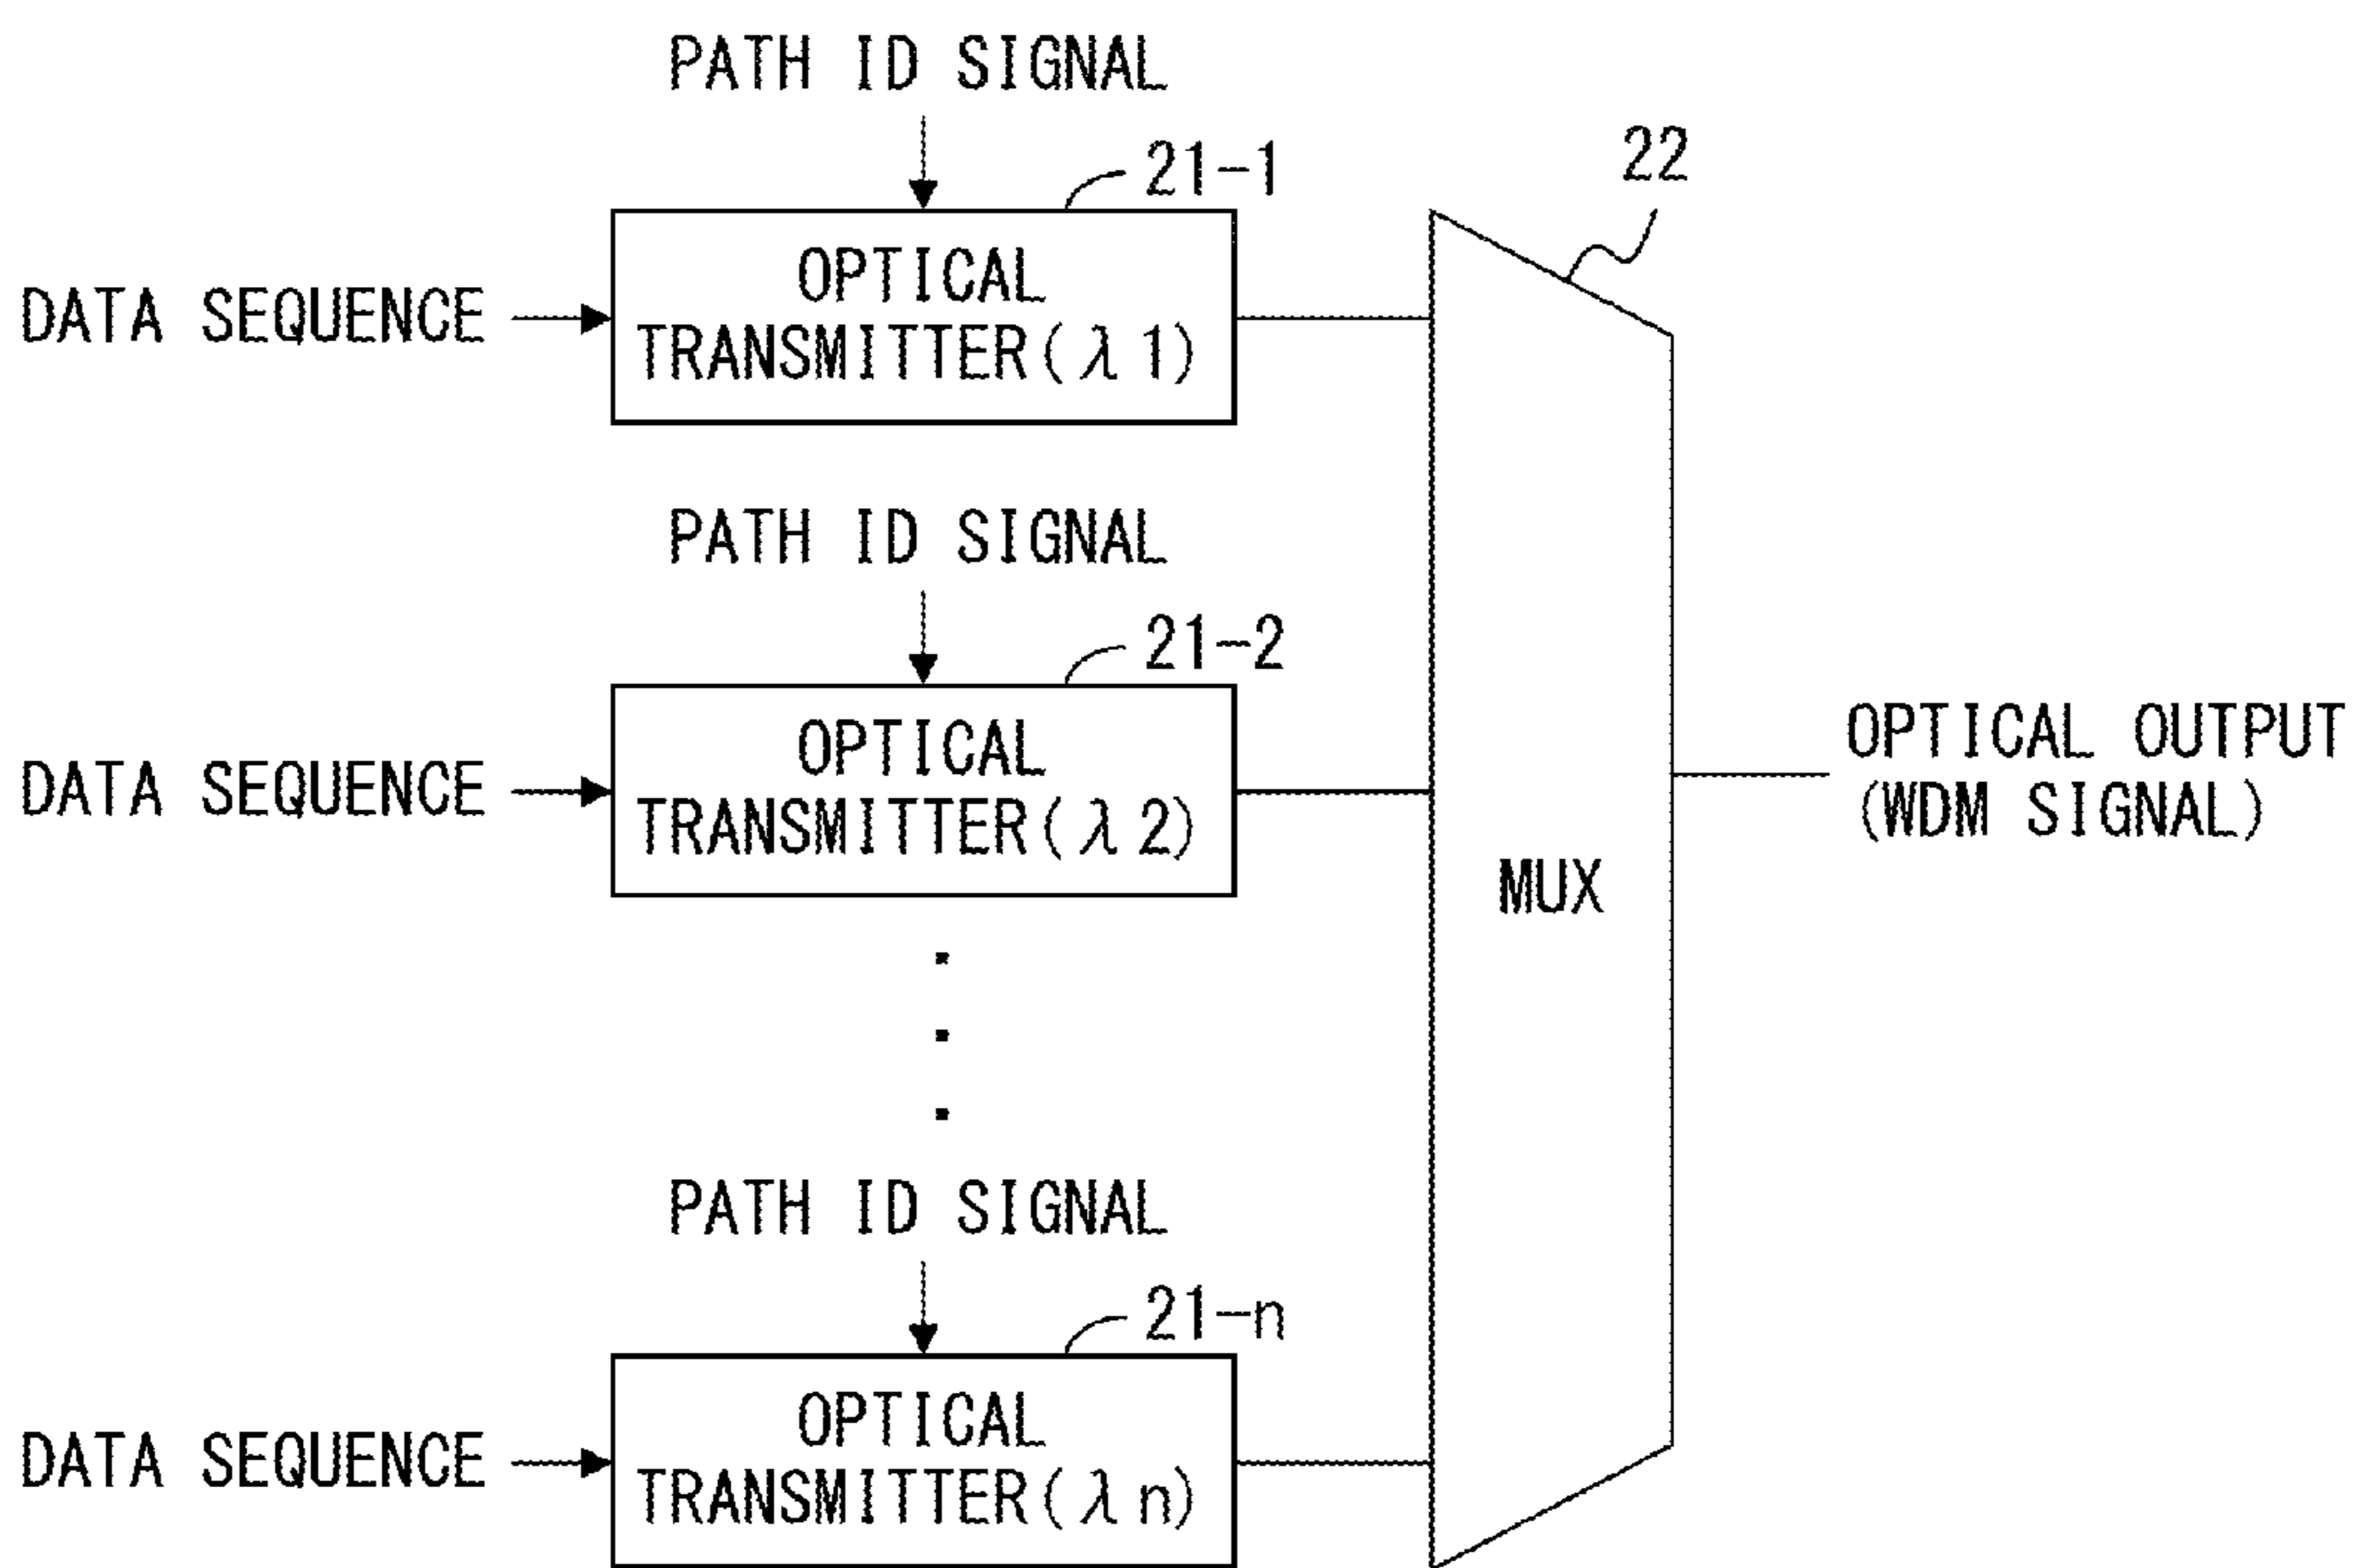 PATH ID SIGNAL
21-1
22
OPTICAL
TRANSMITTER(λ1)
DATA SEQUENCE
PATH ID SIGNAL
21-2
OPTICAL
TRANSMITTER(λ2)
DATA SEQUENCE
MUX
OPTICAL OUTPUT
(WDM SIGNAL)
PATH ID SIGNAL
21-n
OPTICAL
TRANSMITTER(λn)
DATA SEQUENCE